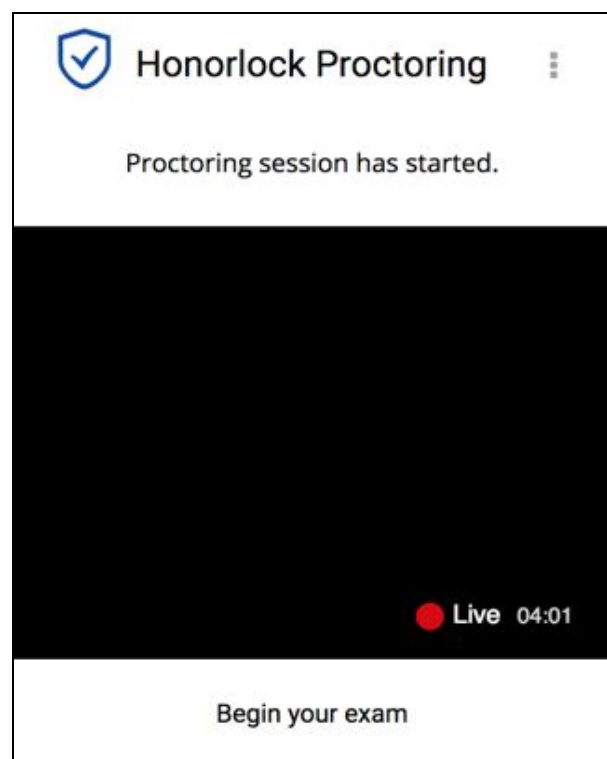 Honorlock Proctoring
Proctoring session has started.
Live 04:01
Begin your exam